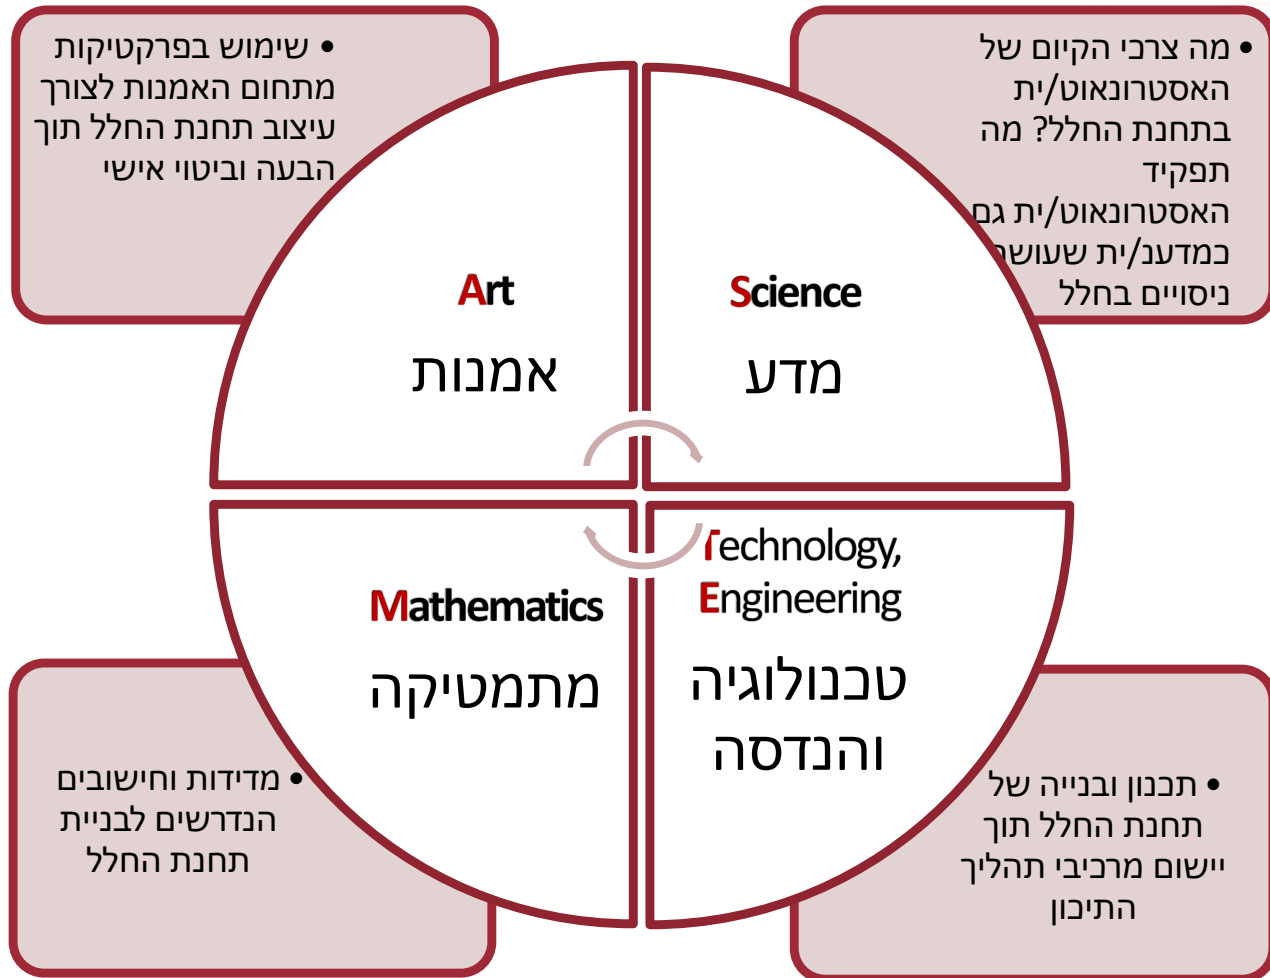 • מה צרכי הקיום של
האסטרונאוט/ית
בתחנת החלל? מה
תפקיד
האסטרונאוט/ית גם
כמדענ/ית
ניסויים בחלל
• שימוש בפרקטיקות
מתחום האמנות לצורך
עיצוב תחנת החלל תוך
הבעה וביטוי אישי
Science
מדע
Art
אמנות
Technology,
Engineering
טכנולוגיה
והנדסה
Mathematics
מתמטיקה
• תכנון ובנייה של
תחנת החלל תוך
יישום מרכיבי תהליך
התיכון
• מדידות וחישובים
הנדרשים לבניית
תחנת החלל